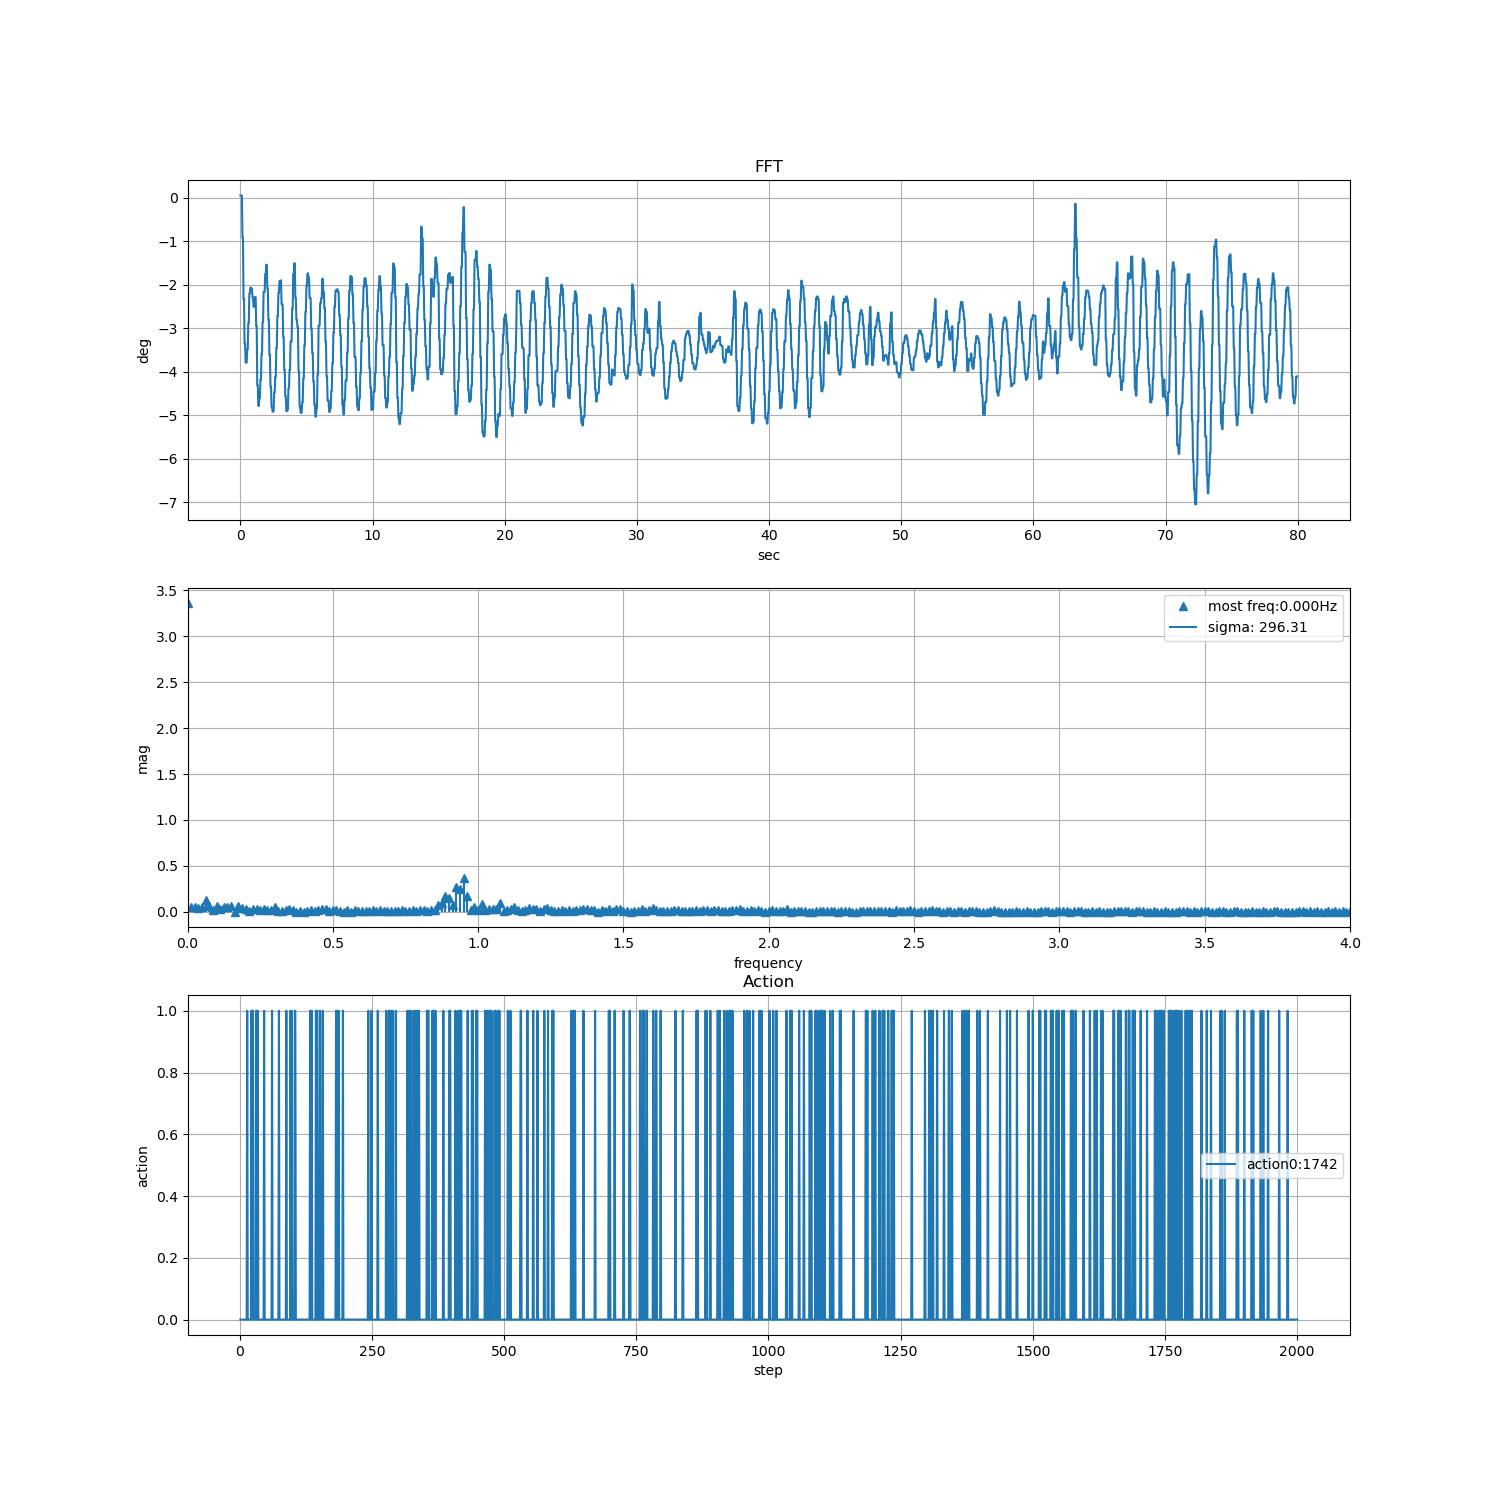 FFT
0
−1
−2
−3
−4
−5
−6
−7
deg
0 10 20 30 40 50 60 70 80
sec
3.5
3.0
2.5
2.0
1.5
1.0
0.5
0.0
mag
most freq:0.000Hz
sigma: 296.31
0.0 0.5 1.0 1.5 2.0 2.5 3.0 3.5 4.0
frequency
Action
1.0
0.8
0.6
0.4
0.2
0.0
action
action0:1742
0 250 500 750 1000 1250 1500 1750 2000
step